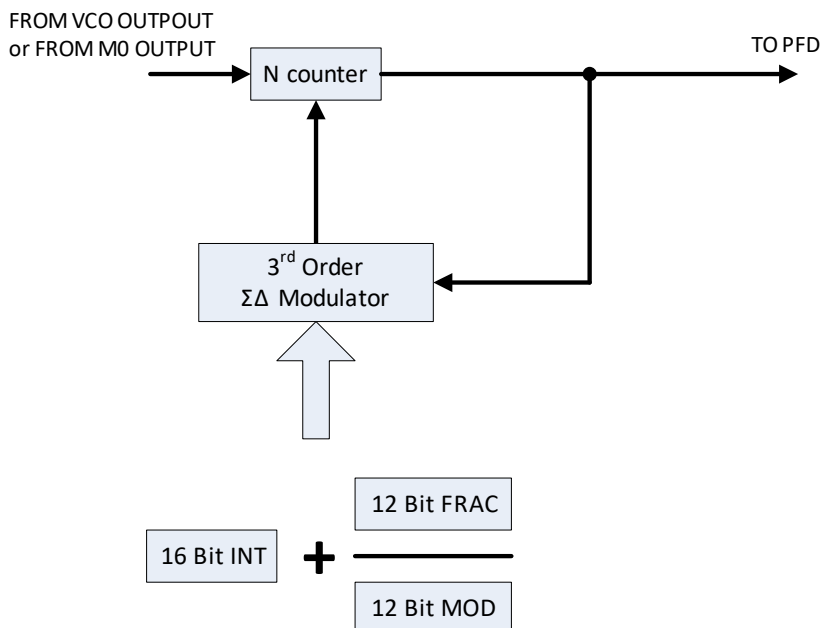 FROM VCO OUTPOUT
or FROM M0 OUTPUT
TO PFD
N counter
3rd Order
ΣΔ Modulator
12 Bit FRAC
16 Bit INT
+
12 Bit MOD